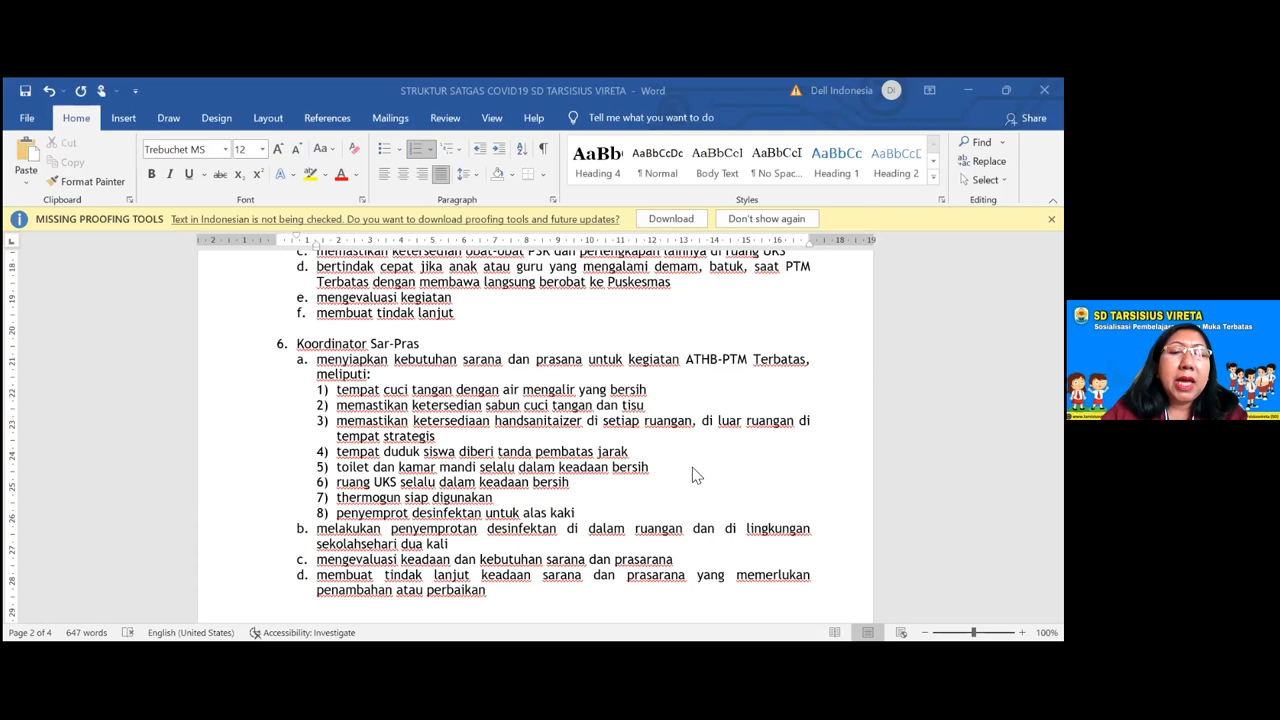 STRUKTUR SATGAS COVID19 SD TARSISIUS VIRETA - Word
Dell Indonesia DI
File Home Insert Draw Design Layout References Mailings Review View Help Tell me what you want to do Share
Paste Cut Copy Format Painter
Clipboard
Trebuchet MS 12
Font
Paragraph
AaBb( AaBbCcDc AaBbCcI AaBbCcDc AaBbCc AaBbCcD
Heading 4 ¶ Normal Body Text ¶ No Spac... Heading 1 Heading 2
Styles
Find Replace Select
Editing
MISSING PROOFING TOOLS Text in Indonesian is not being checked. Do you want to download proofing tools and future updates? Download Don't show again
c. memastikan ketersedian obat-obat P3K dan perlengkapan lainnya di ruang UKS
d. bertindak cepat jika anak atau guru yang mengalami demam, batuk, saat PTM
Terbatas dengan membawa langsung berobat ke Puskesmas
e. mengevaluasi kegiatan
f. membuat tindak lanjut
6. Koordinator Sar-Pras
a. menyiapkan kebutuhan sarana dan prasana untuk kegiatan ATHB-PTM Terbatas,
meliputi:
1) tempat cuci tangan dengan air mengalir yang bersih
2) memastikan ketersedian sabun cuci tangan dan tisu
3) memastikan ketersediaan handsanitaizer di setiap ruangan, di luar ruangan di
tempat strategis
4) tempat duduk siswa diberi tanda pembatas jarak
5) toilet dan kamar mandi selalu dalam keadaan bersih
6) ruang UKS selalu dalam keadaan bersih
7) thermogun siap digunakan
8) penyemprot desinfektan untuk alas kaki
b. melakukan penyemprotan desinfektan di dalam ruangan dan di lingkungan
sekolahsehari dua kali
c. mengevaluasi keadaan dan kebutuhan sarana dan prasarana
d. membuat tindak lanjut keadaan sarana dan prasarana yang memerlukan
penambahan atau perbaikan
Page 2 of 4 647 words English (United States) Accessibility: Investigate 100%
SD TARSISIUS VIRETA
Sosialisasi Pembelajaran Muka Terbatas